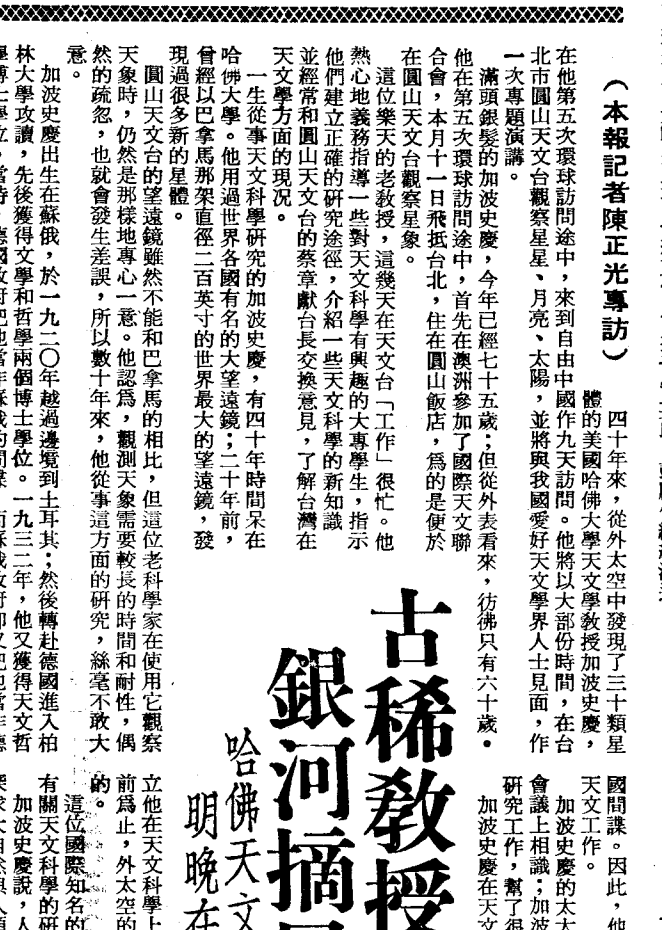 （本報記者陳正光專訪）
四十年來，從外太空中發現了三十類星
體的美國哈佛大學天文學教授加波史慶，
在他第五次環球訪問途中，來到自由中國作九天訪問。他將以大部份時間，在台
北市圓山天文台觀察星星、月亮、太陽，並將與我國愛好天文學界人士見面，作
一次專題演講。
滿頭銀髮的加波史慶，今年已經七十五歲；但從外表看來，彷彿只有六十歲。
他在第五次環球訪問途中，首先在澳洲參加了國際天文聯
合會，本月十一日飛抵台北，住在圓山飯店，爲的是便於
在圓山天文台觀察星象。
這位樂天的老教授，這幾天在天文台「工作」很忙。他
熱心地義務指導一些對天文科學有興趣的大專學生，指示
他們建立正確的研究途徑，介紹一些天文科學的新知識
並經常和圓山天文台的蔡章獻台長交換意見，了解台灣在
天文學方面的現況。
一生從事天文科學研究的加波史慶，有四十年時間呆在
哈佛大學。他用過世界各國有名的大望遠鏡；二十年前，
曾經以巴拿馬那架直徑二百英寸的世界最大的望遠鏡，發
現過很多新的星體。
圓山天文台的望遠鏡雖然不能和巴拿馬的相比，但這位老科學家在使用它觀察
天象時，仍然是那樣地專心一意。他認爲，觀測天象需要較長的時間和耐性，偶
然的疏忽，也就會發生差誤，所以數十年來，他從事這方面的研究，絲毫不敢大
意。
加波史慶出生在蘇俄，於一九二〇年越過邊境到土耳其；然後轉赴德國進入柏
林大學攻讀，先後獲得文學和哲學兩個博士學位。一九三二年，他又獲得天文哲
古稀教授
銀河摘
哈佛天文
明晚在
國間諜。因此，他
天文工作。
加波史慶的太太
會議上相識；加波
研究工作，幫了很
加波史慶在天文
立他在天文科學上
前爲止，外太空的
的。
這位國際知名的
有關天文科學的研
加波史慶說，人